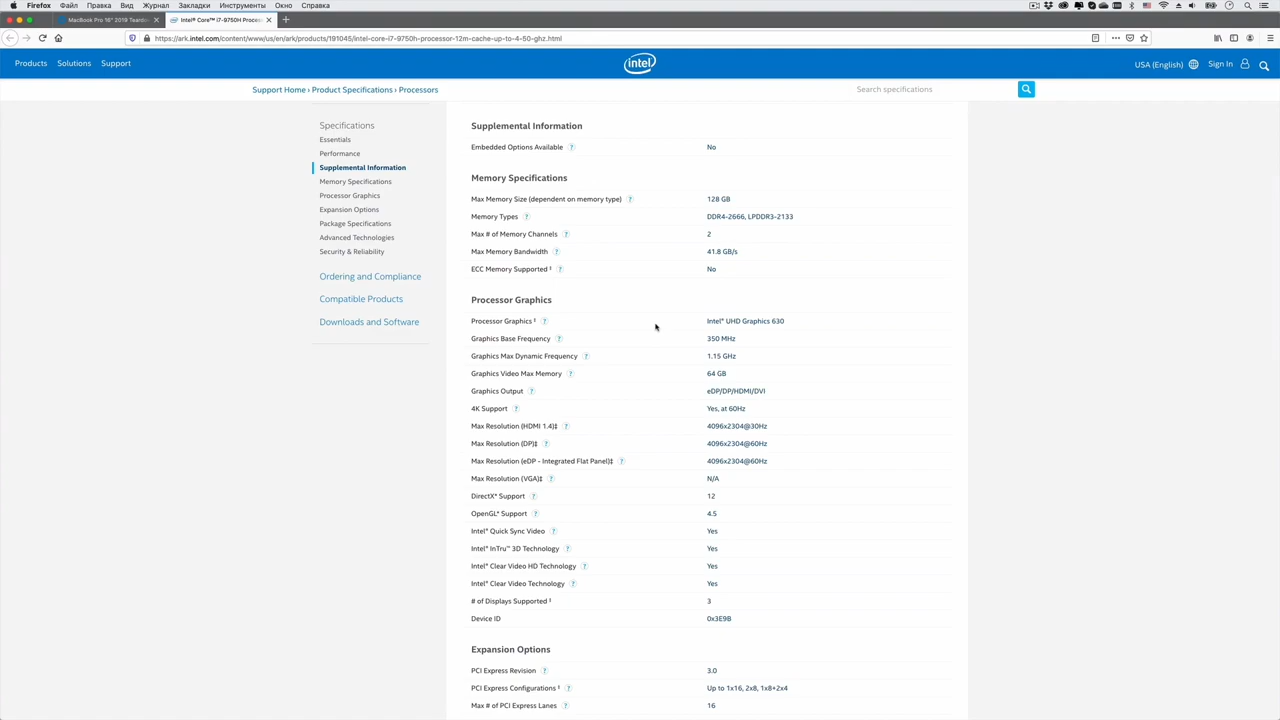 Firefox Файл Правка Вид Журнал Закладки Инструменты Окно Справка
MacBook Pro 16" 2019 Teardo
Intel® Core™ i7-9750H Proces
https://ark.intel.com/content/www/us/en/ark/products/191045/intel-core-i7-9750h-processor-12m-cache-up-to-4-50-ghz.html
Products Solutions Support
intel
USA (English) Sign In
Support Home › Product Specifications › Processors
Search specifications
Specifications
Essentials
Performance
Supplemental Information
Memory Specifications
Processor Graphics
Expansion Options
Package Specifications
Advanced Technologies
Security & Reliability
Ordering and Compliance
Compatible Products
Downloads and Software
Supplemental Information
Embedded Options Available ? No
Memory Specifications
Max Memory Size (dependent on memory type) ? 128 GB
Memory Types ? DDR4-2666, LPDDR3-2133
Max # of Memory Channels ? 2
Max Memory Bandwidth ? 41.8 GB/s
ECC Memory Supported ‡ ? No
Processor Graphics
Processor Graphics ‡ ? Intel® UHD Graphics 630
Graphics Base Frequency ? 350 MHz
Graphics Max Dynamic Frequency ? 1.15 GHz
Graphics Video Max Memory ? 64 GB
Graphics Output ? eDP/DP/HDMI/DVI
4K Support ? Yes, at 60Hz
Max Resolution (HDMI 1.4)‡ ? 4096x2304@30Hz
Max Resolution (DP)‡ ? 4096x2304@60Hz
Max Resolution (eDP - Integrated Flat Panel)‡ ? 4096x2304@60Hz
Max Resolution (VGA)‡ ? N/A
DirectX* Support ? 12
OpenGL* Support ? 4.5
Intel® Quick Sync Video ? Yes
Intel® InTru™ 3D Technology ? Yes
Intel® Clear Video HD Technology ? Yes
Intel® Clear Video Technology ? Yes
# of Displays Supported ‡ 3
Device ID 0x3E9B
Expansion Options
PCI Express Revision ? 3.0
PCI Express Configurations ‡ ? Up to 1x16, 2x8, 1x8+2x4
Max # of PCI Express Lanes ? 16